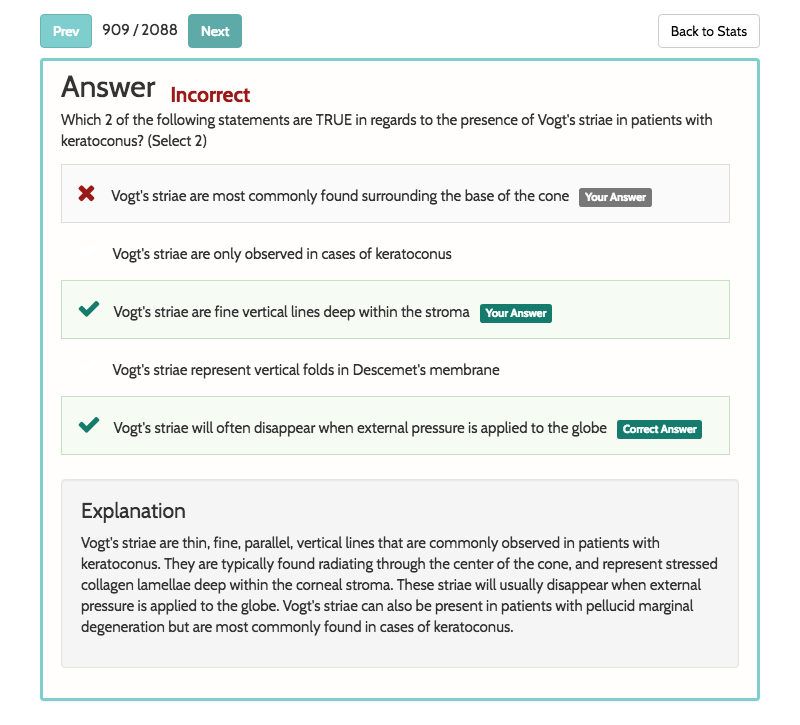 Prev 909 / 2088 Next Back to Stats
Answer Incorrect
Which 2 of the following statements are TRUE in regards to the presence of Vogt's striae in patients with
keratoconus? (Select 2)
Vogt's striae are most commonly found surrounding the base of the cone Your Answer
Vogt's striae are only observed in cases of keratoconus
Vogt's striae are fine vertical lines deep within the stroma Your Answer
Vogt's striae represent vertical folds in Descemet's membrane
Vogt's striae will often disappear when external pressure is applied to the globe Correct Answer
Explanation
Vogt's striae are thin, fine, parallel, vertical lines that are commonly observed in patients with
keratoconus. They are typically found radiating through the center of the cone, and represent stressed
collagen lamellae deep within the corneal stroma. These striae will usually disappear when external
pressure is applied to the globe. Vogt's striae can also be present in patients with pellucid marginal
degeneration but are most commonly found in cases of keratoconus.